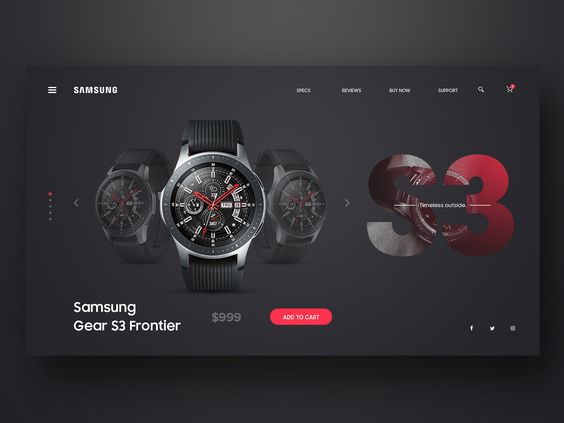 SAMSUNG
SPECS
REVIEWS
BUY NOW
SUPPORT
S3
Timeless outside.
Samsung
Gear S3 Frontier
$999
ADD TO CART